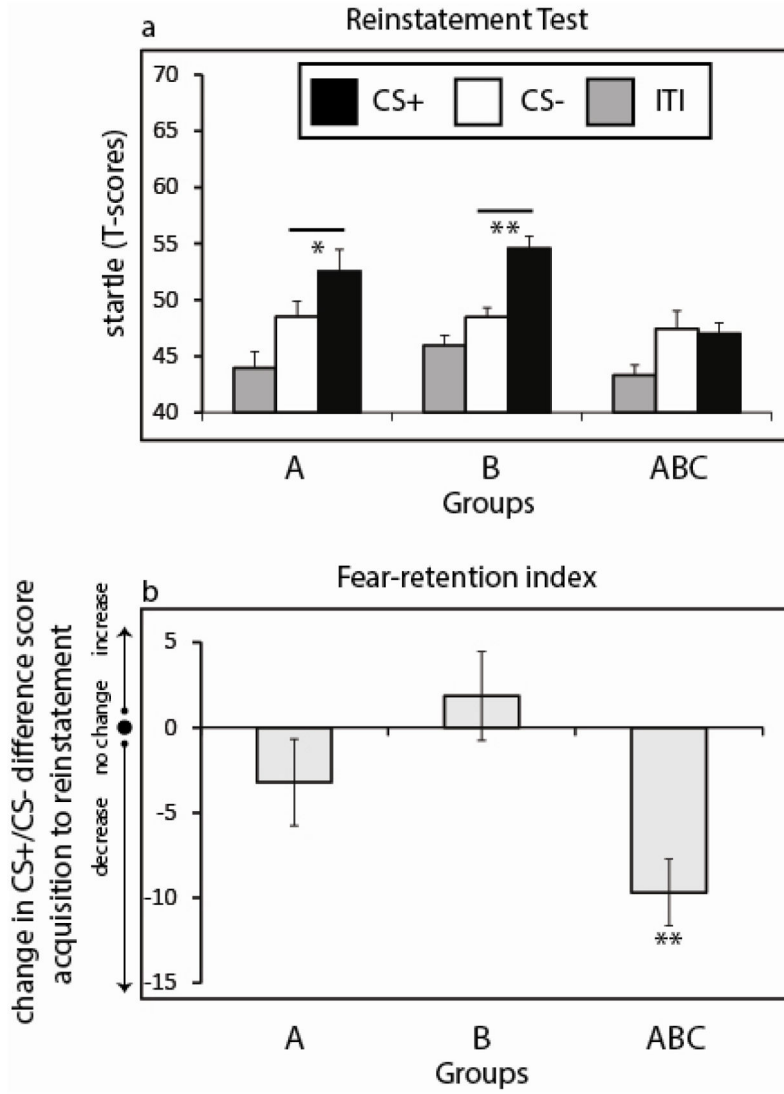 a
Reinstatement Test
CS+ CS- ITI
startle (T-scores)
70
65
60
55
50
45
40
*
**
A B ABC
Groups
b
Fear-retention index
change in CS+/CS- difference score
acquisition to reinstatement
decrease no change increase
5
0
-5
-10
-15
**
A B ABC
Groups